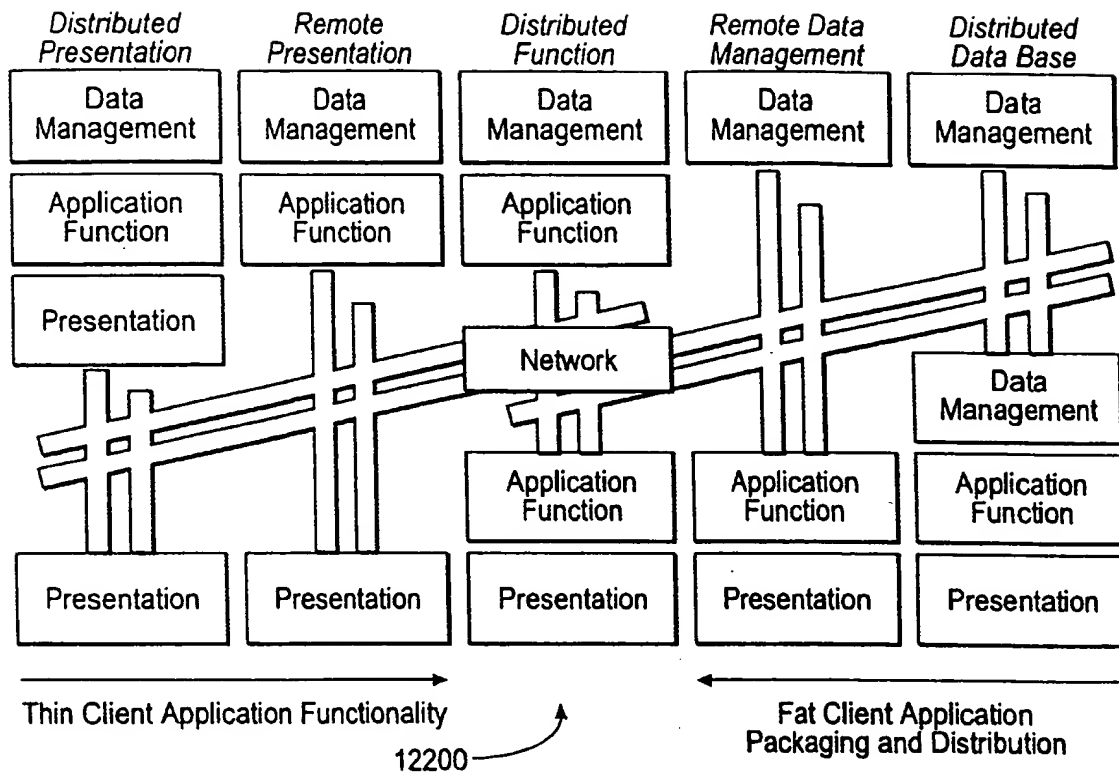 Distributed
Presentation
Remote
Presentation
Distributed
Function
Remote Data
Management
Distributed
Data Base
Data
Management
Data
Management
Data
Management
Data
Management
Data
Management
Application
Function
Application
Function
Application
Function
Presentation
Network
Data
Management
Application
Function
Application
Function
Application
Function
Presentation
Presentation
Presentation
Presentation
Presentation
Thin Client Application Functionality
Fat Client Application
Packaging and Distribution
12200